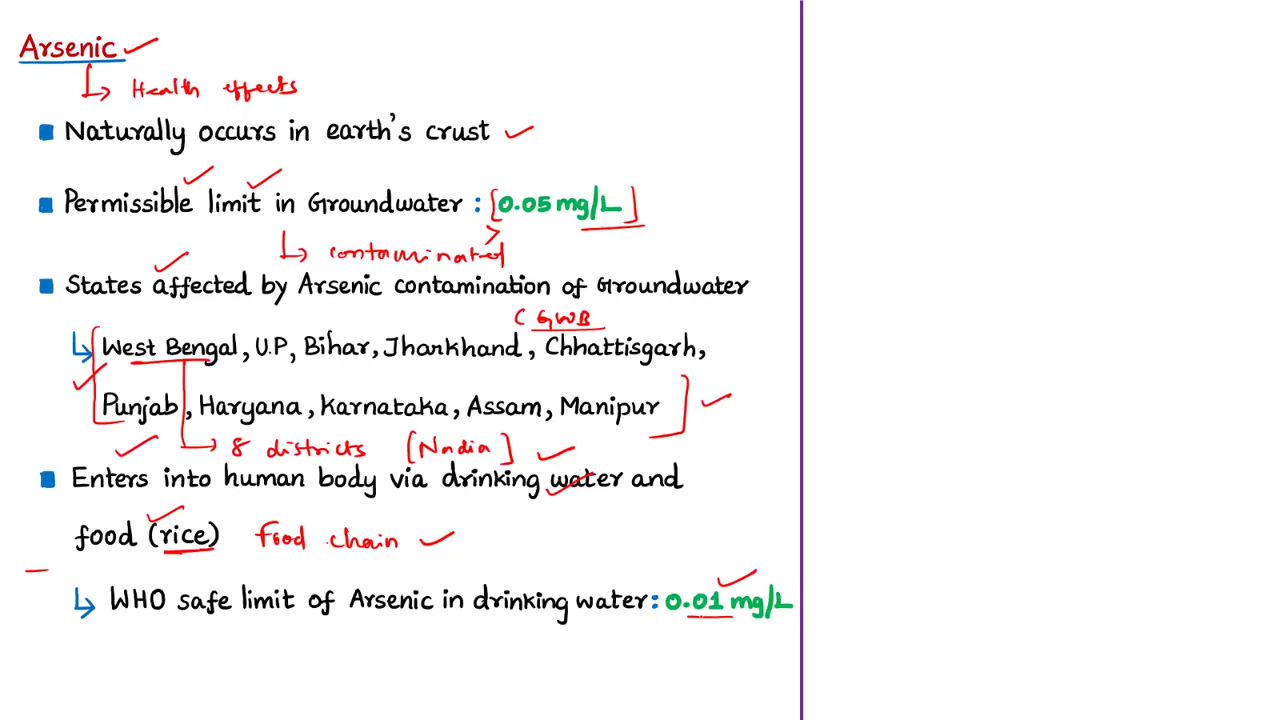 Arsenic
Health effects
Naturally occurs in earth's crust
Permissible limit in Groundwater : [0.05 mg/L]
contaminated
States affected by Arsenic contamination of Groundwater
CGWB
West Bengal, U.P, Bihar, Jharkhand, Chhattisgarh,
Punjab, Haryana, Karnataka, Assam, Manipur
8 districts [Nadia]
Enters into human body via drinking water and
food (rice) Food chain
WHO safe limit of Arsenic in drinking water: 0.01 mg/L